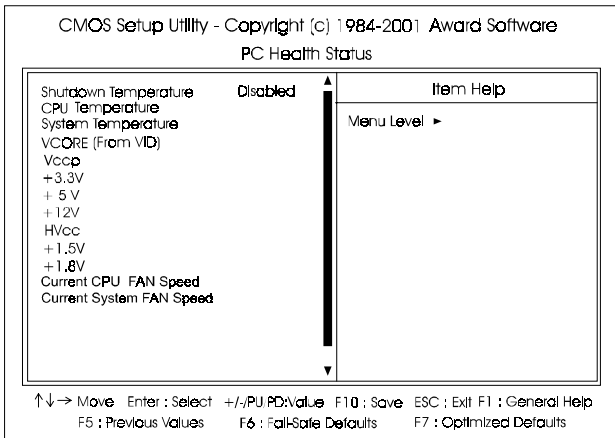 CMOS Setup Utility - Copyright (c) 1984-2001 Award Software
PC Health Status
Shutdown Temperature Disabled
CPU Temperature
System Temperature
VCORE (From VID)
Vccp
+3.3V
+ 5 V
+12V
HVcc
+1.5V
+1.8V
Current CPU FAN Speed
Current System FAN Speed
Item Help
Menu Level ►
↑↓→ Move Enter : Select +/-/PU/PD:Value F10 : Save ESC : Exit F1 : General Help
F5 : Previous Values F6 : Fail-Safe Defaults F7 : Optimized Defaults